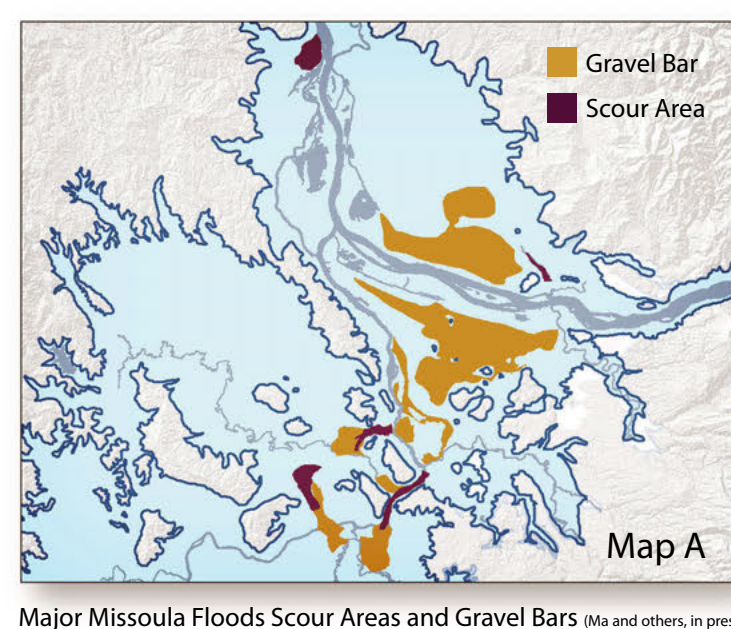 Gravel Bar
Scour Area
Map A
Major Missoula Floods Scour Areas and Gravel Bars (Ma and others, in